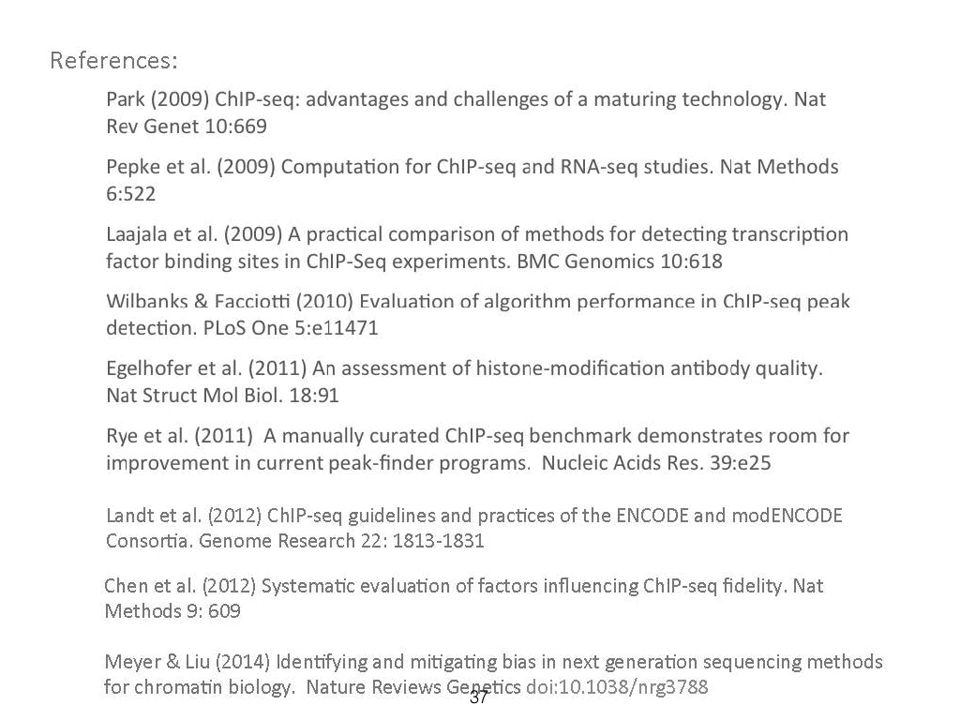 References:
Park (2009) ChIP-seq: advantages and challenges of a maturing technology. Nat
Rev Genet 10:669
Pepke et al. (2009) Computation for ChIP-seq and RNA-seq studies. Nat Methods
6:522
Laajala et al. (2009) A practical comparison of methods for detecting transcription
factor binding sites in ChIP-Seq experiments. BMC Genomics 10:618
Wilbanks & Facciotti (2010) Evaluation of algorithm performance in ChIP-seq peak
detection. PLoS One 5:e11471
Egelhofer et al. (2011) An assessment of histone-modification antibody quality.
Nat Struct Mol Biol. 18:91
Rye et al. (2011)  A manually curated ChIP-seq benchmark demonstrates room for
improvement in current peak-finder programs.  Nucleic Acids Res. 39:e25
Landt et al. (2012) ChIP-seq guidelines and practices of the ENCODE and modENCODE
Consortia. Genome Research 22: 1813-1831
Chen et al. (2012) Systematic evaluation of factors influencing ChIP-seq fidelity. Nat
Methods 9: 609
Meyer & Liu (2014) Identifying and mitigating bias in next generation sequencing methods
for chromatin biology.  Nature Reviews Genetics doi:10.1038/nrg3788
37